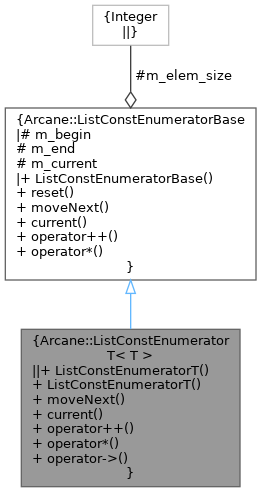 {Integer
||}
#m_elem_size
{Arcane::ListConstEnumeratorBase
|# m_begin
# m_end
# m_current
|+ ListConstEnumeratorBase()
+ reset()
+ moveNext()
+ current()
+ operator++()
+ operator*()
}
{Arcane::ListConstEnumerator
T< T >
||+ ListConstEnumeratorT()
+ ListConstEnumeratorT()
+ moveNext()
+ current()
+ operator++()
+ operator*()
+ operator->()
}